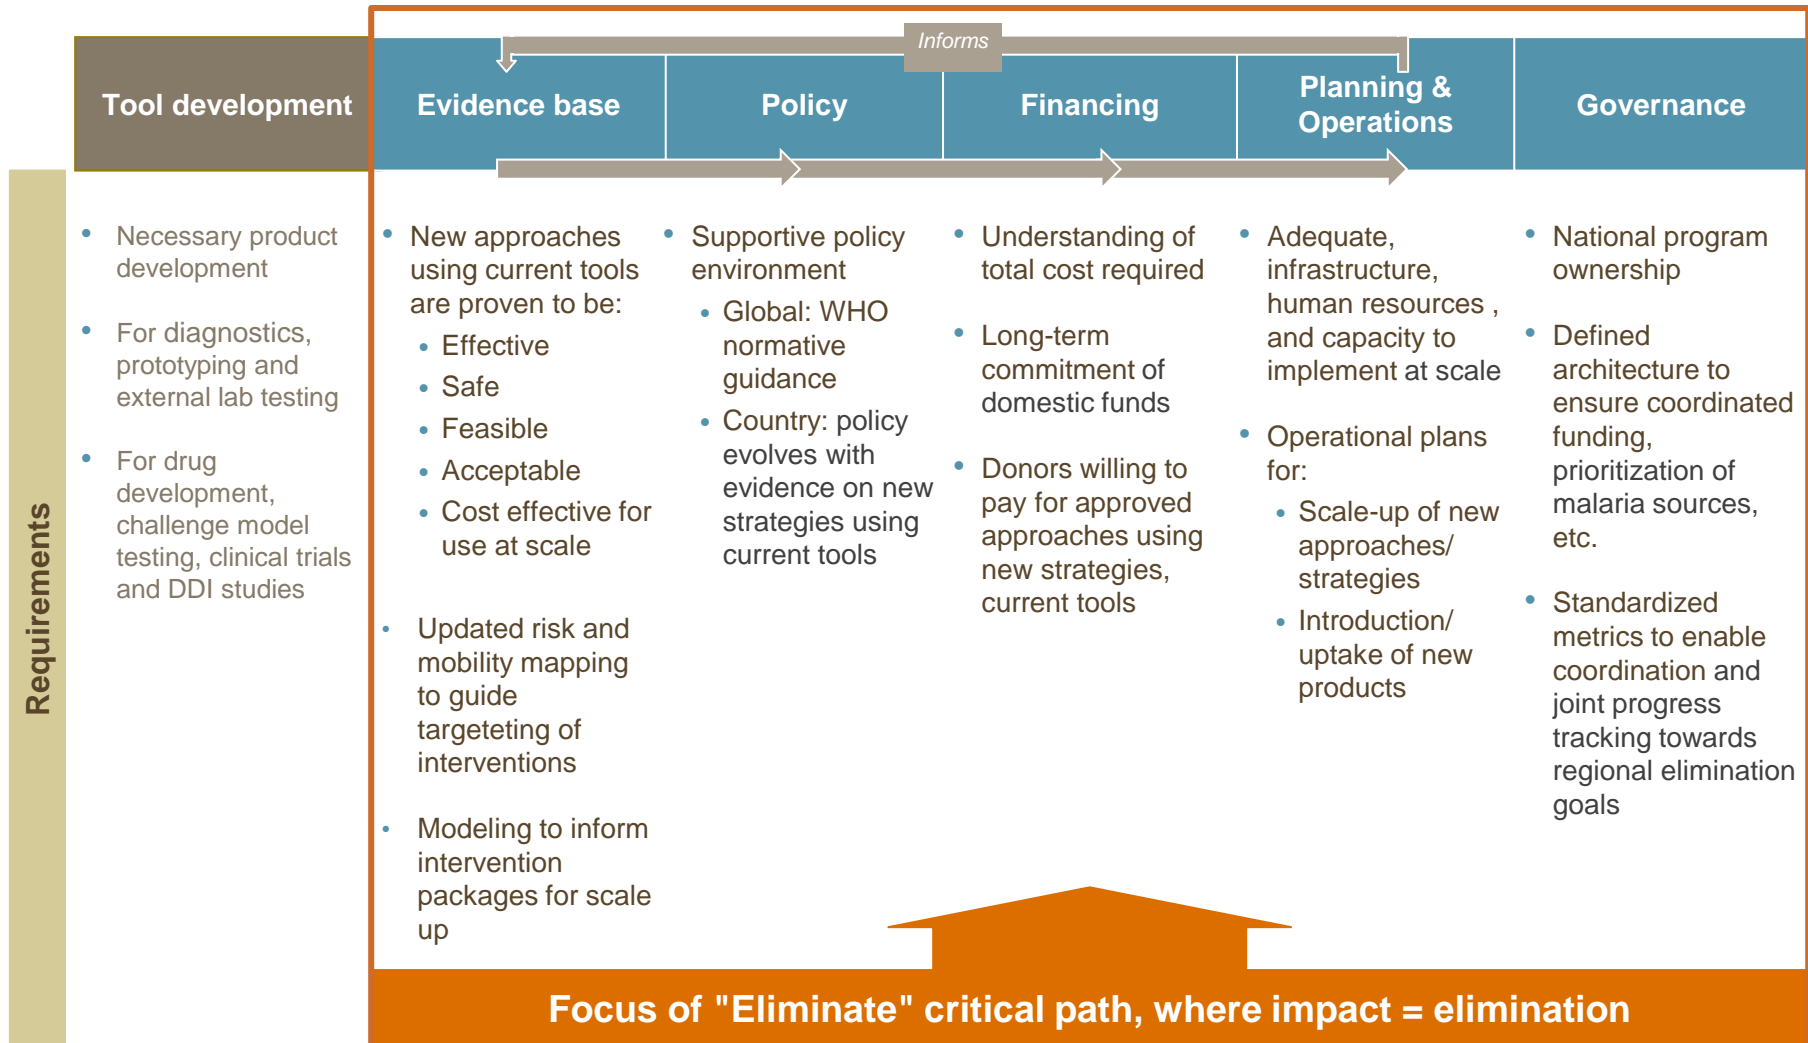 Informs
Tool development
Evidence base
Policy
Financing
Planning &
Operations
Governance
Requirements
• Necessary product
development
• For diagnostics,
prototyping and
external lab testing
• For drug
development,
challenge model
testing, clinical trials
and DDI studies
• New approaches
using current tools
are proven to be:
• Effective
• Safe
• Feasible
• Acceptable
• Cost effective for
use at scale
• Updated risk and
mobility mapping
to guide
targeteting of
interventions
• Modeling to inform
intervention
packages for scale
up
• Supportive policy
environment
• Global: WHO
normative
guidance
• Country: policy
evolves with
evidence on new
strategies using
current tools
• Understanding of
total cost required
• Long-term
commitment of
domestic funds
• Donors willing to
pay for approved
approaches using
new strategies,
current tools
• Adequate,
infrastructure,
human resources ,
and capacity to
implement at scale
• Operational plans
for:
• Scale-up of new
approaches/
strategies
• Introduction/
uptake of new
products
• National program
ownership
• Defined
architecture to
ensure coordinated
funding,
prioritization of
malaria sources,
etc.
• Standardized
metrics to enable
coordination and
joint progress
tracking towards
regional elimination
goals
Focus of "Eliminate" critical path, where impact = elimination